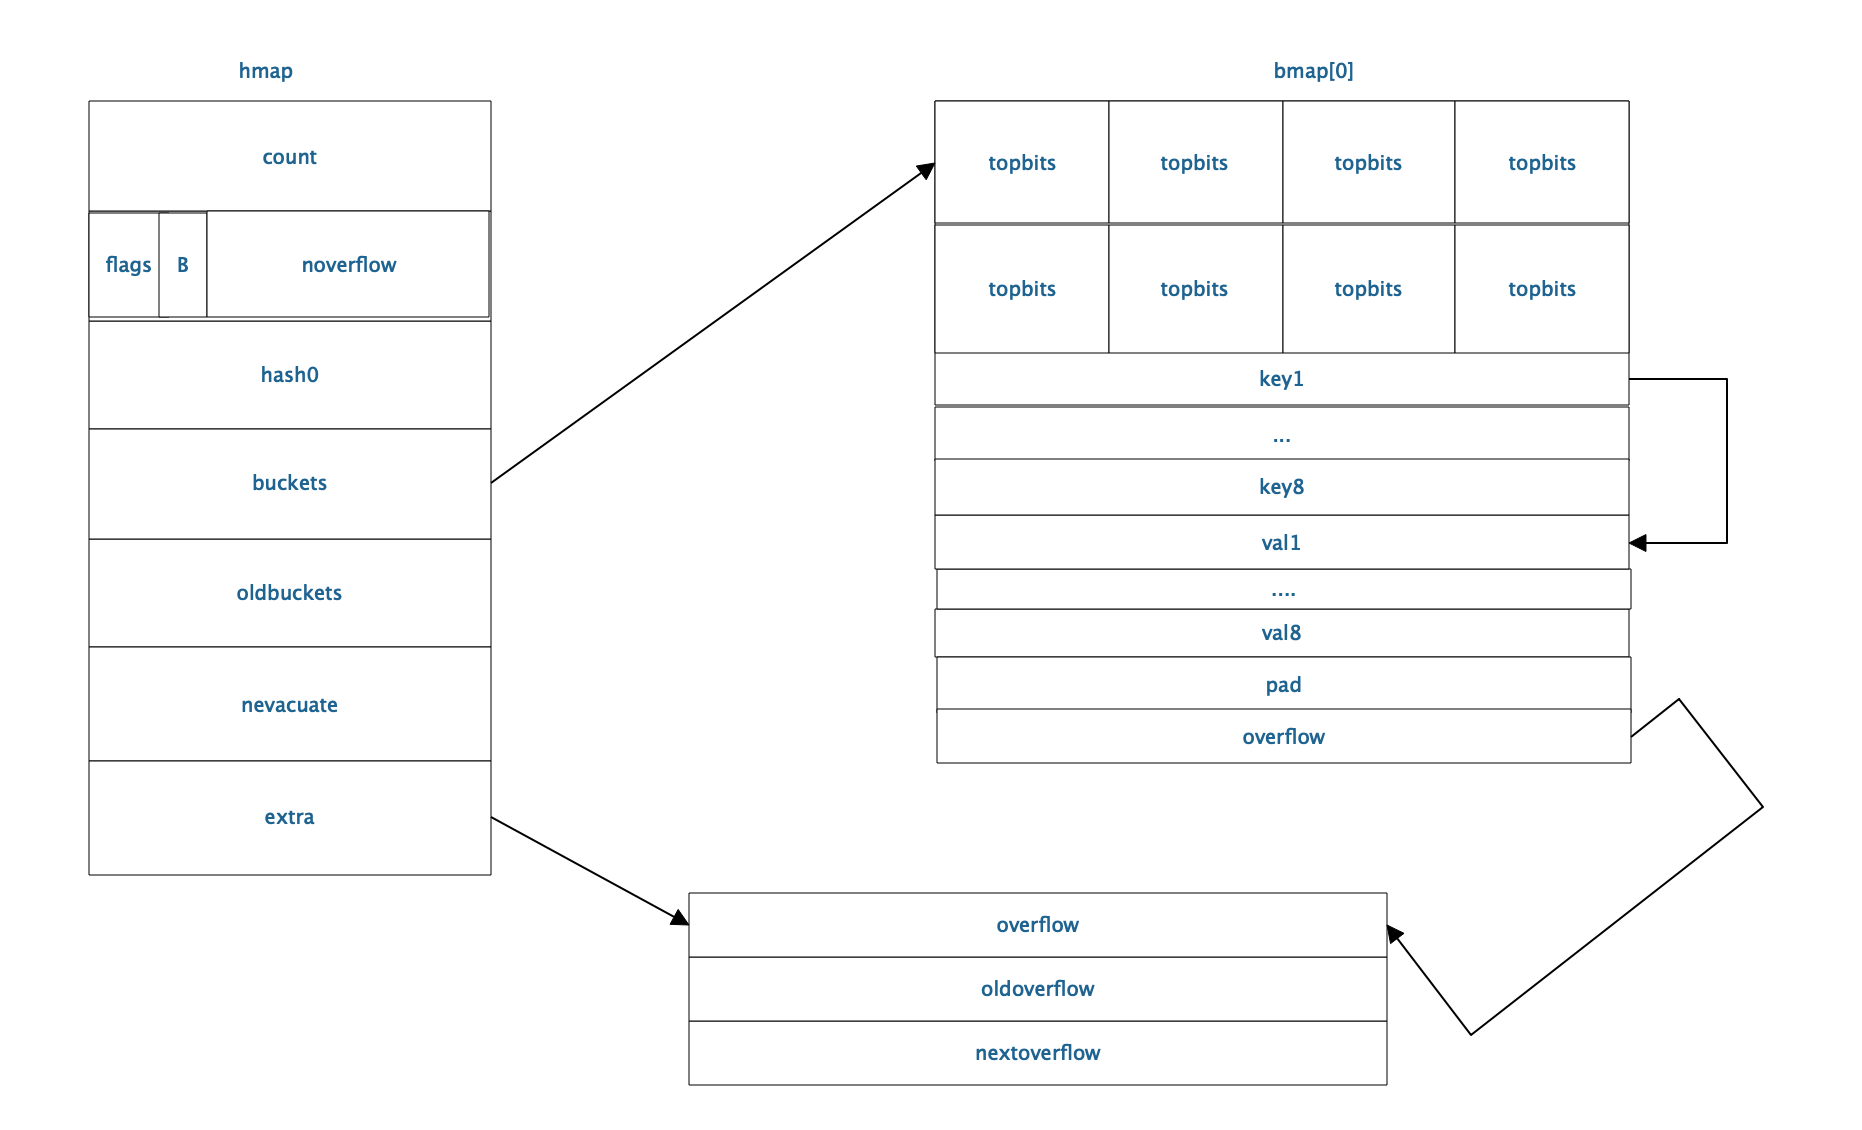 hmap
count
flags B noverflow
hash0
buckets
oldbuckets
nevacuate
extra
bmap[0]
topbits topbits topbits topbits
topbits topbits topbits topbits
key1
...
key8
val1
....
val8
pad
overflow
overflow
oldoverflow
nextoverflow